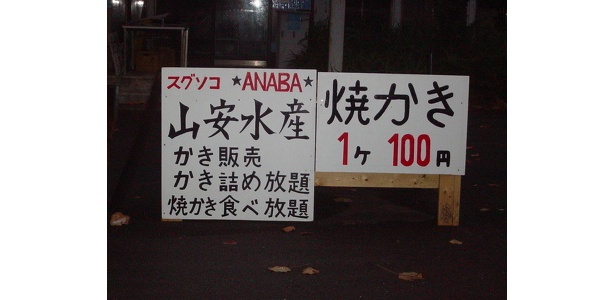 スグソコ ★ANABA★
山安水産
かき販売
かき詰め放題
焼かき食べ放題
焼かき
1ヶ 100円